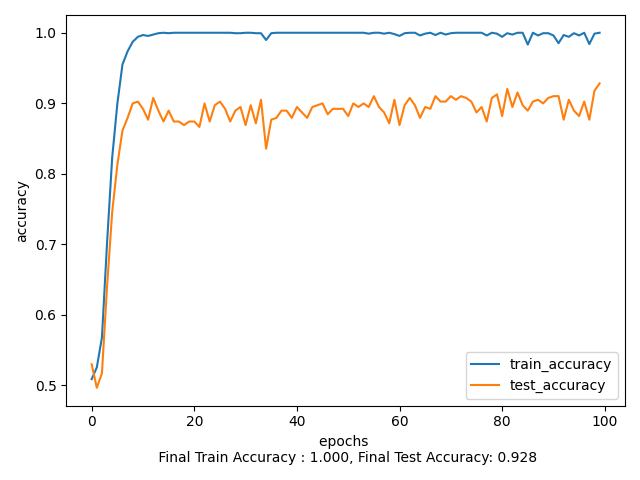 1.0
0.9
0.8
0.7
0.6
0.5
accuracy
train_accuracy
test_accuracy
0 20 40 60 80 100
epochs
Final Train Accuracy : 1.000, Final Test Accuracy: 0.928